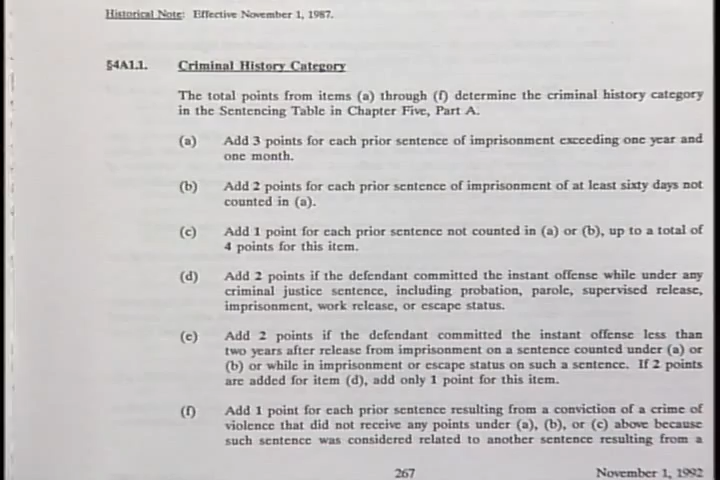 Historical Note: Effective November 1, 1987.
§4A1.1. Criminal History Category
The total points from items (a) through (f) determine the criminal history category
in the Sentencing Table in Chapter Five, Part A.
(a) Add 3 points for each prior sentence of imprisonment exceeding one year and
one month.
(b) Add 2 points for each prior sentence of imprisonment of at least sixty days not
counted in (a).
(c) Add 1 point for each prior sentence not counted in (a) or (b), up to a total of
4 points for this item.
(d) Add 2 points if the defendant committed the instant offense while under any
criminal justice sentence, including probation, parole, supervised release,
imprisonment, work release, or escape status.
(e) Add 2 points if the defendant committed the instant offense less than
two years after release from imprisonment on a sentence counted under (a) or
(b) or while in imprisonment or escape status on such a sentence. If 2 points
are added for item (d), add only 1 point for this item.
(f) Add 1 point for each prior sentence resulting from a conviction of a crime of
violence that did not receive any points under (a), (b), or (c) above because
such sentence was considered related to another sentence resulting from a
267 November 1, 1992